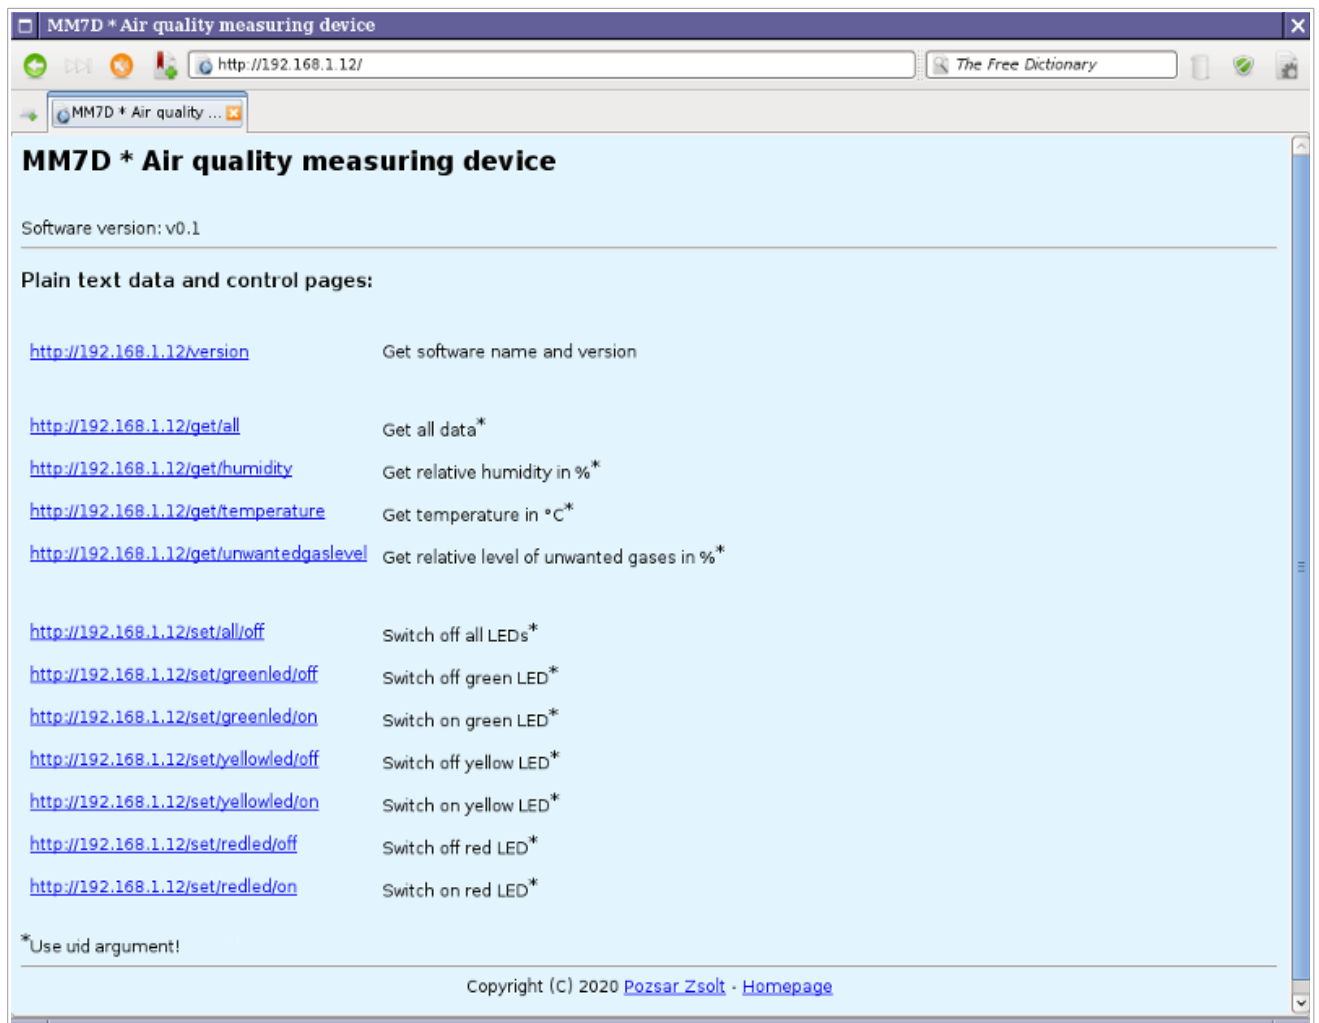 MM7D * Air quality measuring device
http://192.168.1.12/
The Free Dictionary
MM7D * Air quality ...
MM7D * Air quality measuring device
Software version: v0.1
Plain text data and control pages:
http://192.168.1.12/version Get software name and version
http://192.168.1.12/get/all Get all data*
http://192.168.1.12/get/humidity Get relative humidity in %*
http://192.168.1.12/get/temperature Get temperature in °C*
http://192.168.1.12/get/unwantedgaslevel Get relative level of unwanted gases in %*
http://192.168.1.12/set/all/off Switch off all LEDs*
http://192.168.1.12/set/greenled/off Switch off green LED*
http://192.168.1.12/set/greenled/on Switch on green LED*
http://192.168.1.12/set/yellowled/off Switch off yellow LED*
http://192.168.1.12/set/yellowled/on Switch on yellow LED*
http://192.168.1.12/set/redled/off Switch off red LED*
http://192.168.1.12/set/redled/on Switch on red LED*
*Use uid argument!
Copyright (C) 2020 Pozsar Zsolt - Homepage